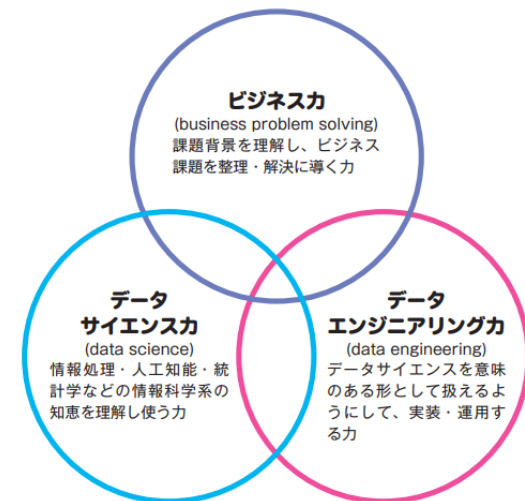 ビジネス力
(business problem solving)
課題背景を理解し、ビジネス
課題を整理・解決に導く力
データ
サイエンス力
(data science)
情報処理・人工知能・統
計学などの情報科学系の
知恵を理解し使う力
データ
エンジニアリング力
(data engineering)
データサイエンスを意味
のある形として扱えるよ
うにして、実装・運用す
る力